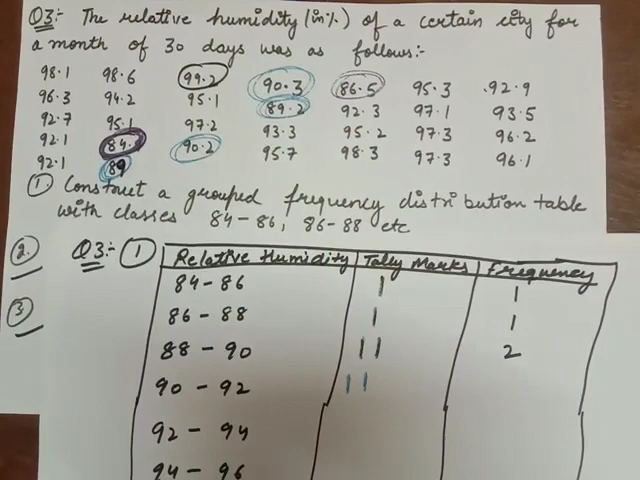 Q3:- The relative humidity (in %) of a certain city for
a month of 30 days was as follows:-
98.1 98.6 99.2 90.3 86.5 95.3 92.9
96.3 94.2 95.1 89.2 92.3 97.1 93.5
92.7 95.1 97.2 93.3 95.2 97.3 96.2
92.1 84. 90.2 95.7 98.3 97.3 96.1
92.1 89
1. Construct a grouped frequency distribution table
with classes 84-86, 86-88 etc
2. Q3:- 1 Relative Humidity Tally Marks Frequency
84-86 | 1
3 86-88 | 1
88-90 || 2
90-92 ||
92-94
94-96